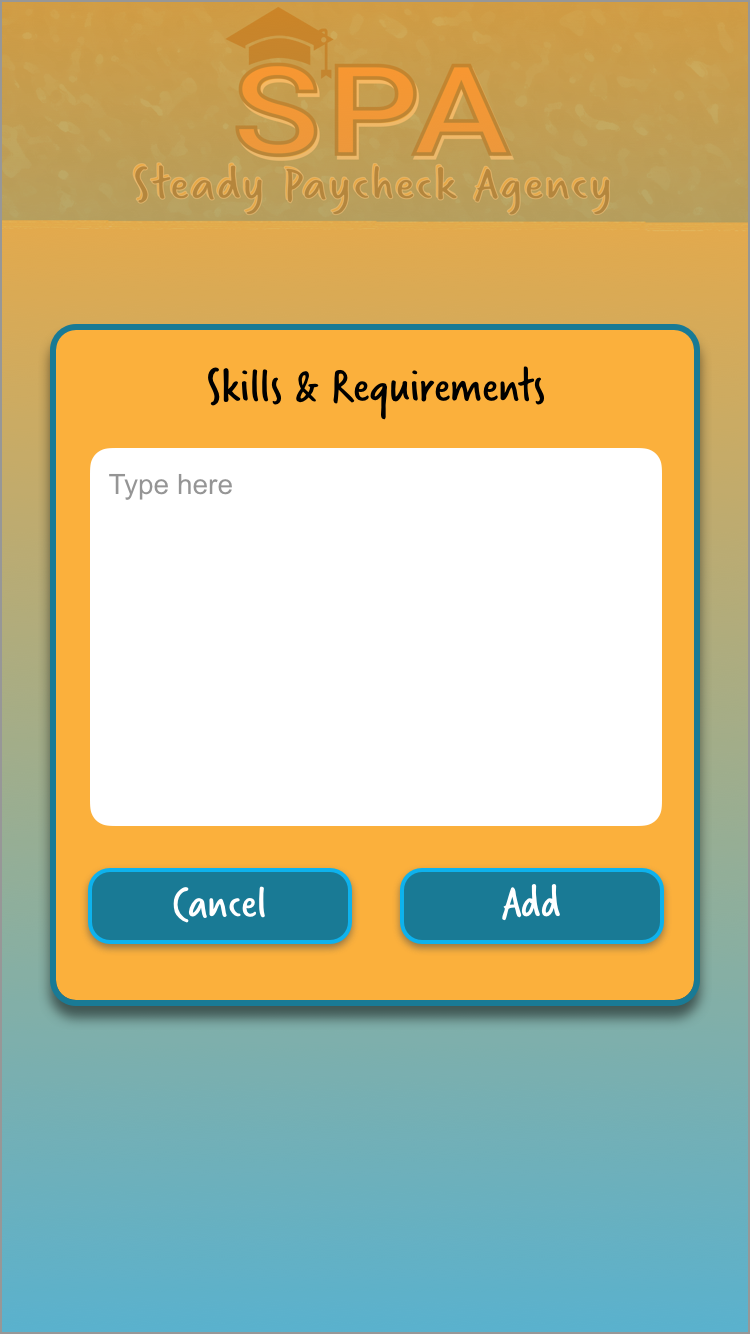 SPA
Steady Paycheck Agency
Skills & Requirements
Type here
Cancel
Add